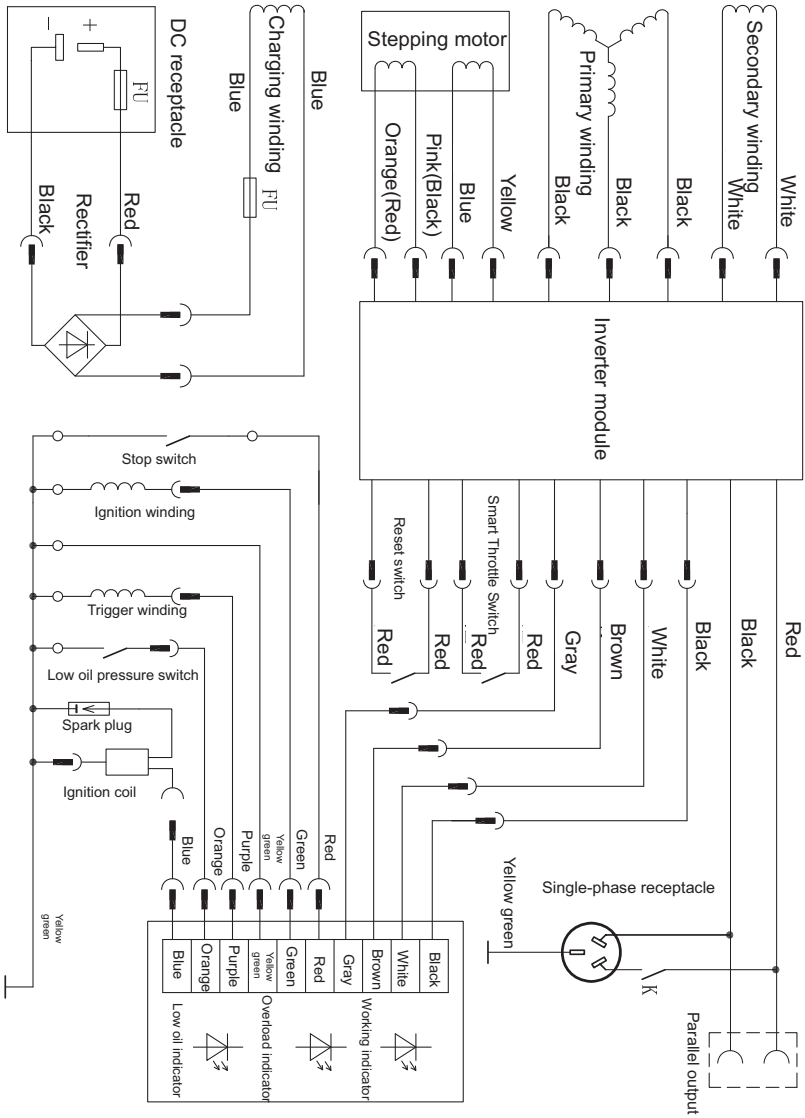 DC receptacle
−
+
FU
Black
Rectifier
Red
Charging winding
Blue
Blue
FU
Stepping motor
Orange(Red)
Pink(Black)
Blue
Yellow
Primary winding
Black
Black
Black
Secondary winding
White
White
Inverter module
Reset switch
Smart Throttle Switch
Red
Red
Red
Red
Gray
Brown
White
Black
Black
Red
Stop switch
Ignition winding
Trigger winding
Low oil pressure switch
Spark plug
Ignition coil
Blue
Orange
Purple
Yellow
green
Green
Red
Yellow green
Single-phase receptacle
K
Parallel output
Yellow
green
Blue
Orange
Purple
Yellow
green
Green
Red
Gray
Brown
White
Black
Low oil indicator
Overload indicator
Working indicator